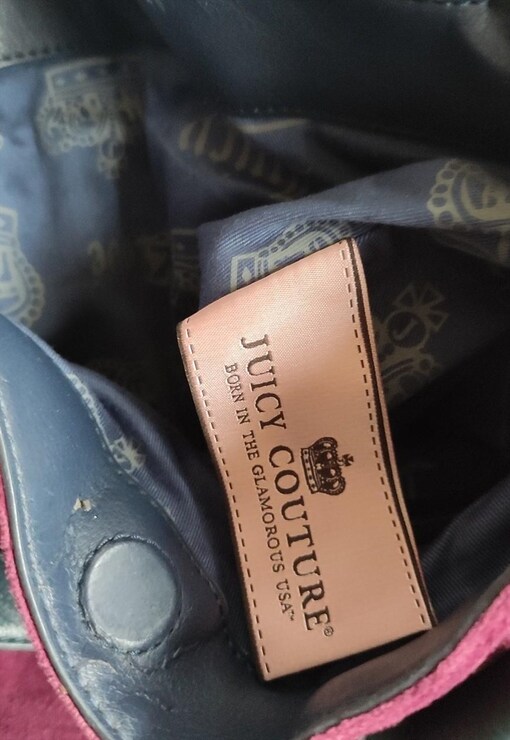 JUICY COUTURE®
BORN IN THE GLAMOROUS USA™